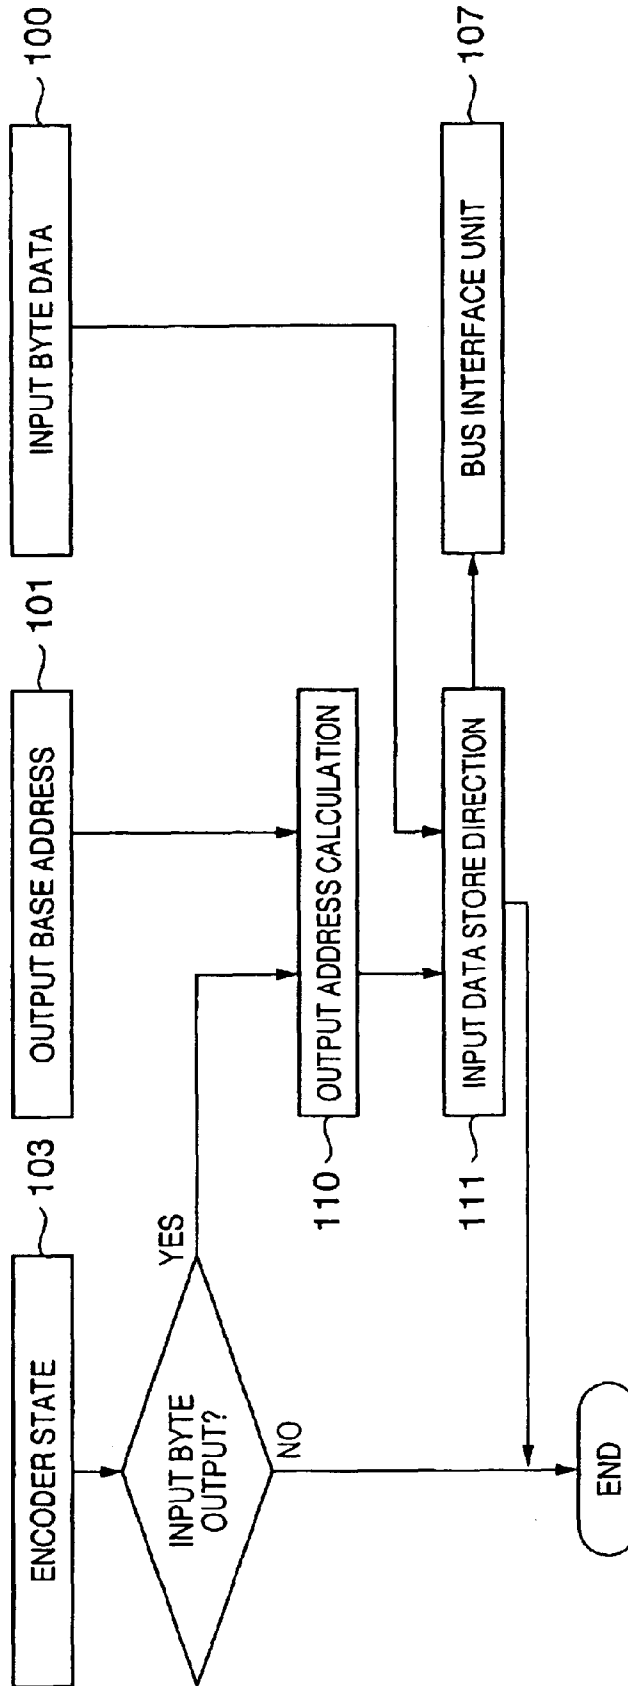 ENCODER STATE
103
OUTPUT BASE ADDRESS
101
INPUT BYTE DATA
100
INPUT BYTE
OUTPUT?
YES
NO
110
OUTPUT ADDRESS CALCULATION
111
INPUT DATA STORE DIRECTION
BUS INTERFACE UNIT
107
END